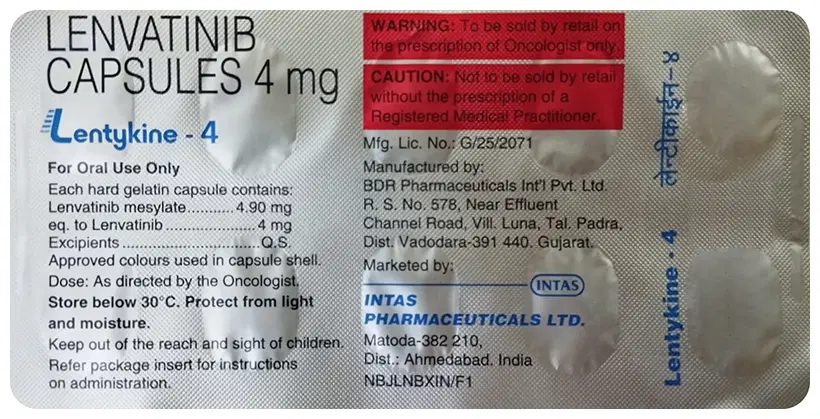 LENVATINIB
CAPSULES 4 mg
Lentykine - 4
For Oral Use Only
Each hard gelatin capsule contains:
Lenvatinib mesylate...........4.90 mg
eq. to Lenvatinib.....................4 mg
Excipients.................................Q.S.
Approved colours used in capsule shell.
Dose: As directed by the Oncologist.
Store below 30°C. Protect from light
and moisture.
Keep out of the reach and sight of children.
Refer package insert for instructions
on administration.
WARNING: To be sold by retail on
the prescription of Oncologist only.
CAUTION: Not to be sold by retail
without the prescription of a
Registered Medical Practitioner.
Mfg. Lic. No.: G/25/2071
Manufactured by:
BDR Pharmaceuticals Int'l Pvt. Ltd.
R. S. No. 578, Near Effluent
Channel Road, Vill. Luna, Tal. Padra,
Dist. Vadodara-391 440. Gujarat.
Marketed by:
INTAS
INTAS
PHARMACEUTICALS LTD.
Matoda-382 210,
Dist.: Ahmedabad. India
NBJLNBXIN/F1
लेन्टीकाईन-४
Lentykine - 4